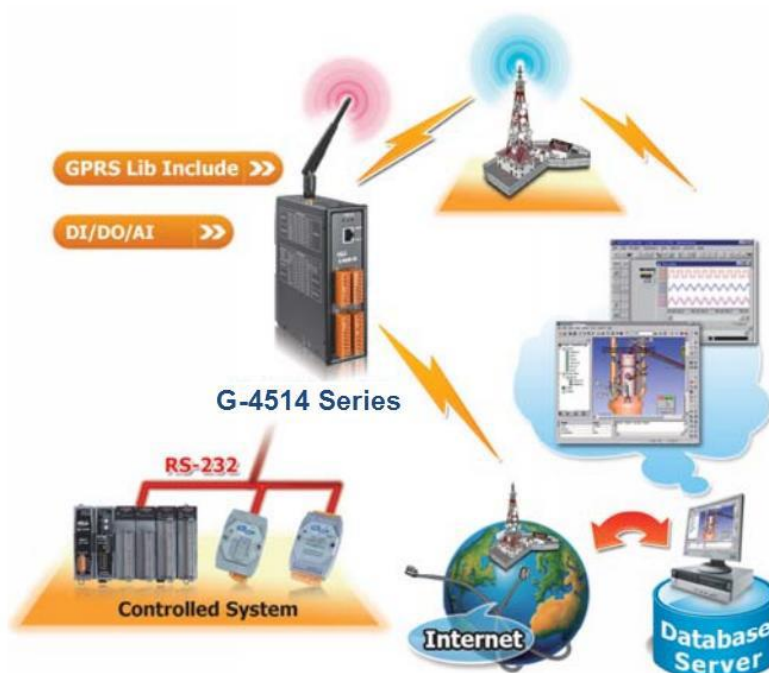 GPRS Lib Include
DI/DO/AI
G-4514 Series
RS-232
Controlled System
Internet
Database
Server